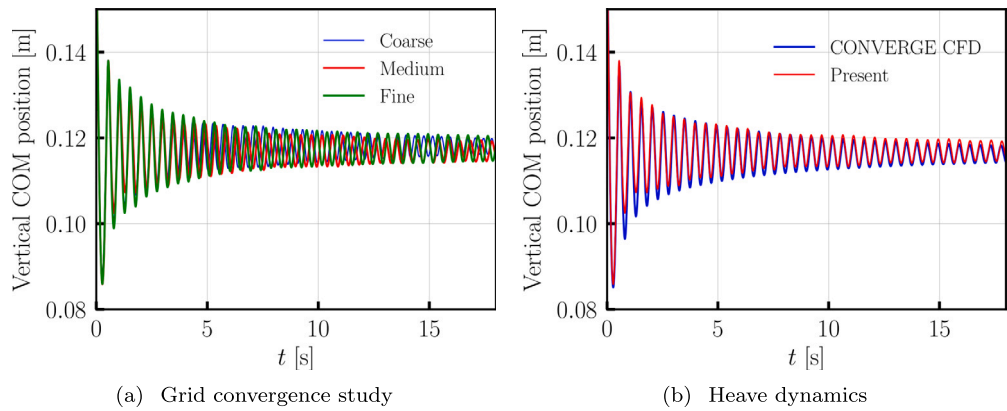 Vertical COM position [m]
0.14
0.12
0.10
0.08
Coarse
Medium
Fine
0
5
10
15
t [s]
(a) Grid convergence study
Vertical COM position [m]
0.14
0.12
0.10
0.08
CONVERGE CFD
Present
0
5
10
15
t [s]
(b) Heave dynamics